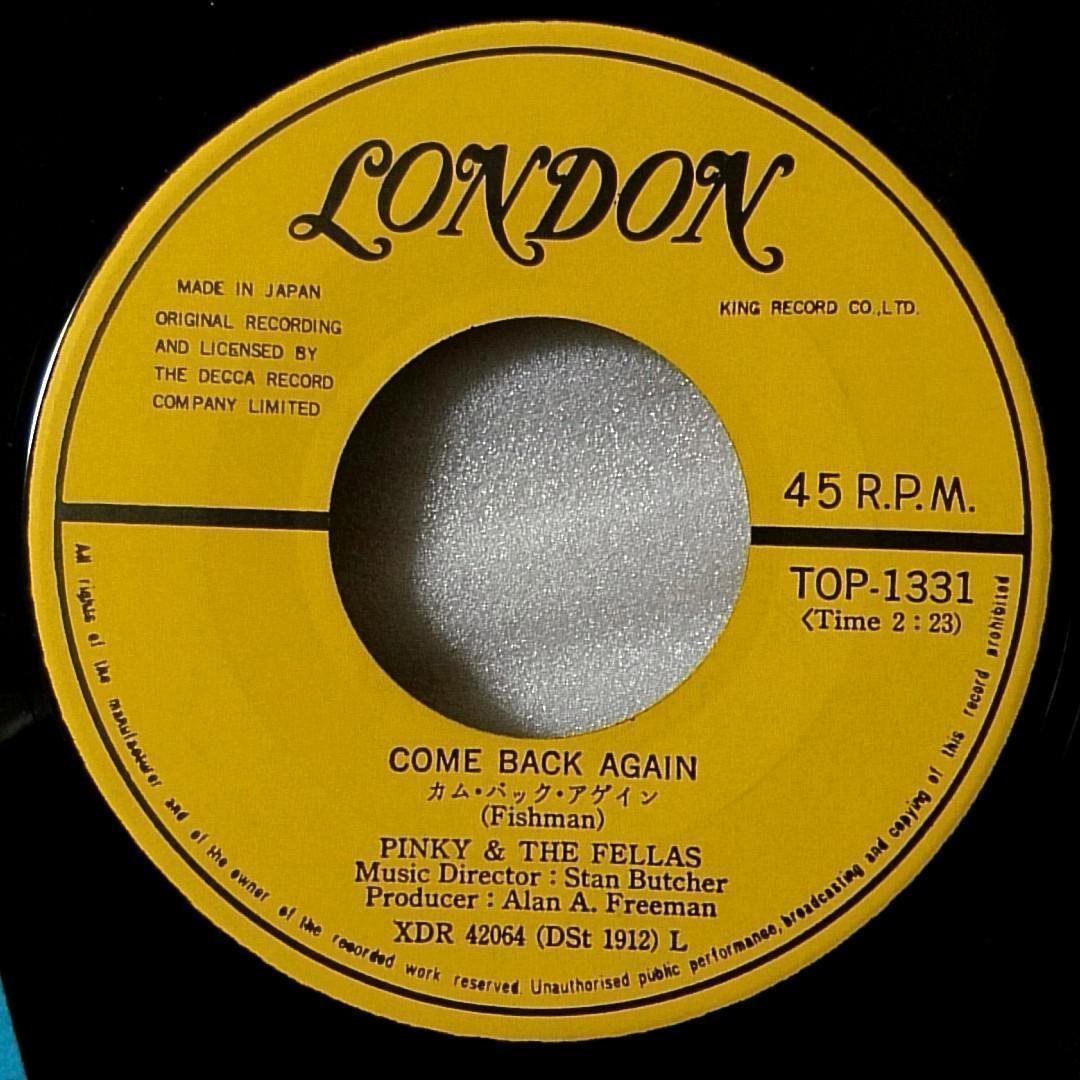 LONDON
MADE IN JAPAN
ORIGINAL RECORDING
AND LICENSED BY
THE DECCA RECORD
COMPANY LIMITED
KING RECORD CO.,LTD.
45 R.P.M.
TOP-1331
(Time 2 : 23)
COME BACK AGAIN
カム・バック・アゲイン
(Fishman)
PINKY & THE FELLAS
Music Director : Stan Butcher
Producer : Alan A. Freeman
XDR 42064 (DSt 1912) L
All rights of the manufacturer and of the owner of the recorded work reserved. Unauthorised public performance, broadcasting and copying of this record prohibited